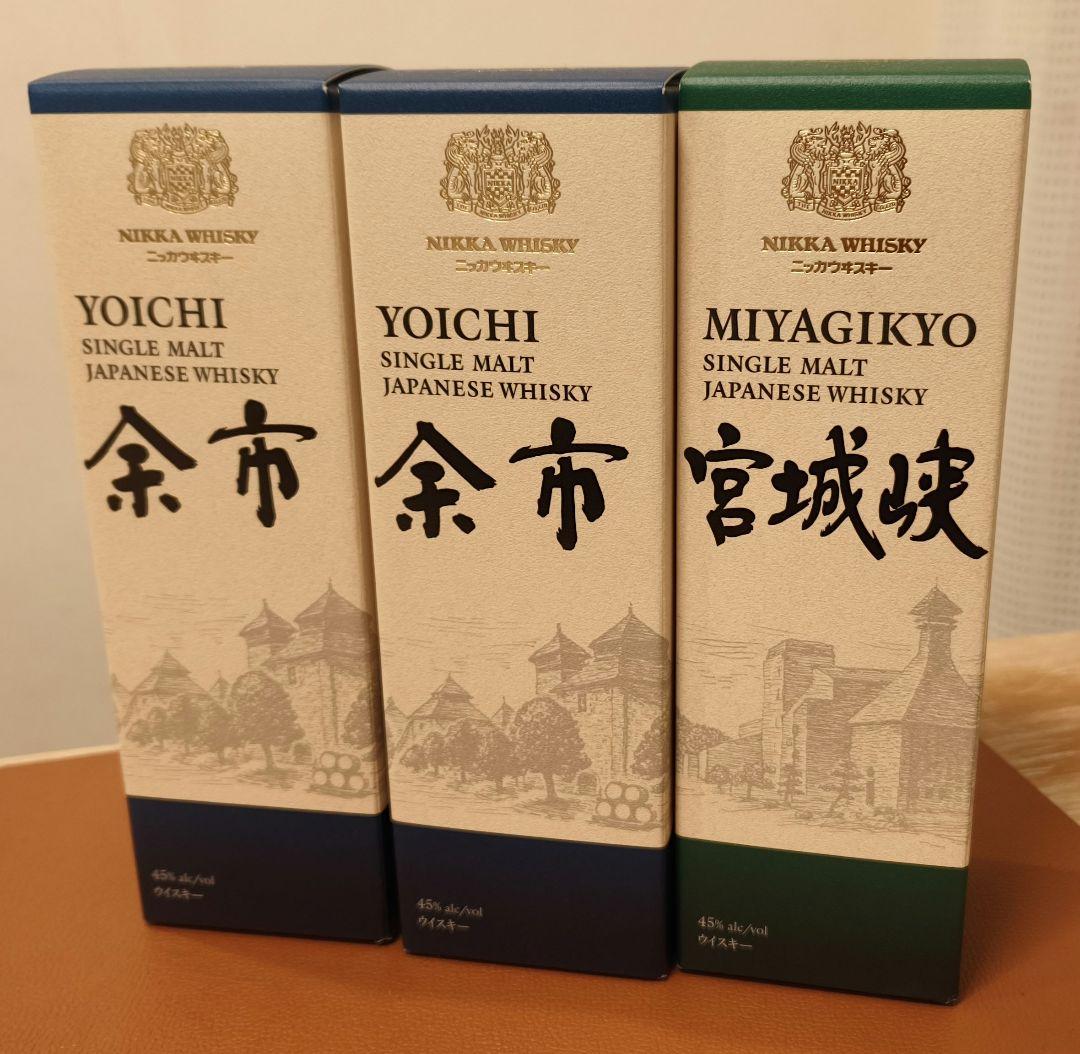 NIKKA WHISKY
ニッカウヰスキー
YOICHI
SINGLE MALT
JAPANESE WHISKY
余市
45% alc/vol
ウイスキー
NIKKA
NIKKA WHISKY
ニッカウヰスキー
YOICHI
SINGLE MALT
JAPANESE WHISKY
余市
45% alc/vol
ウイスキー
NIKKA
NIKKA WHISKY
ニッカウヰスキー
MIYAGIKYO
SINGLE MALT
JAPANESE WHISKY
宮城峡
45% alc/vol
ウイスキー